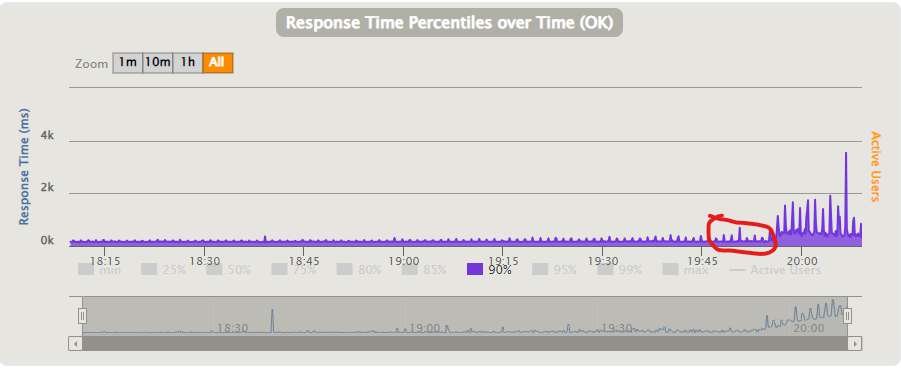 Response Time Percentiles over Time (OK)
Zoom 1m 10m 1h All
Response Time (ms)
4k
2k
0k
Active Users
18:15 18:30 18:45 19:00 19:15 19:30 19:45 20:00
min 25% 50% 75% 80% 85% 90% 95% 99% max Active Users
18:30 19:00 19:30 20:00